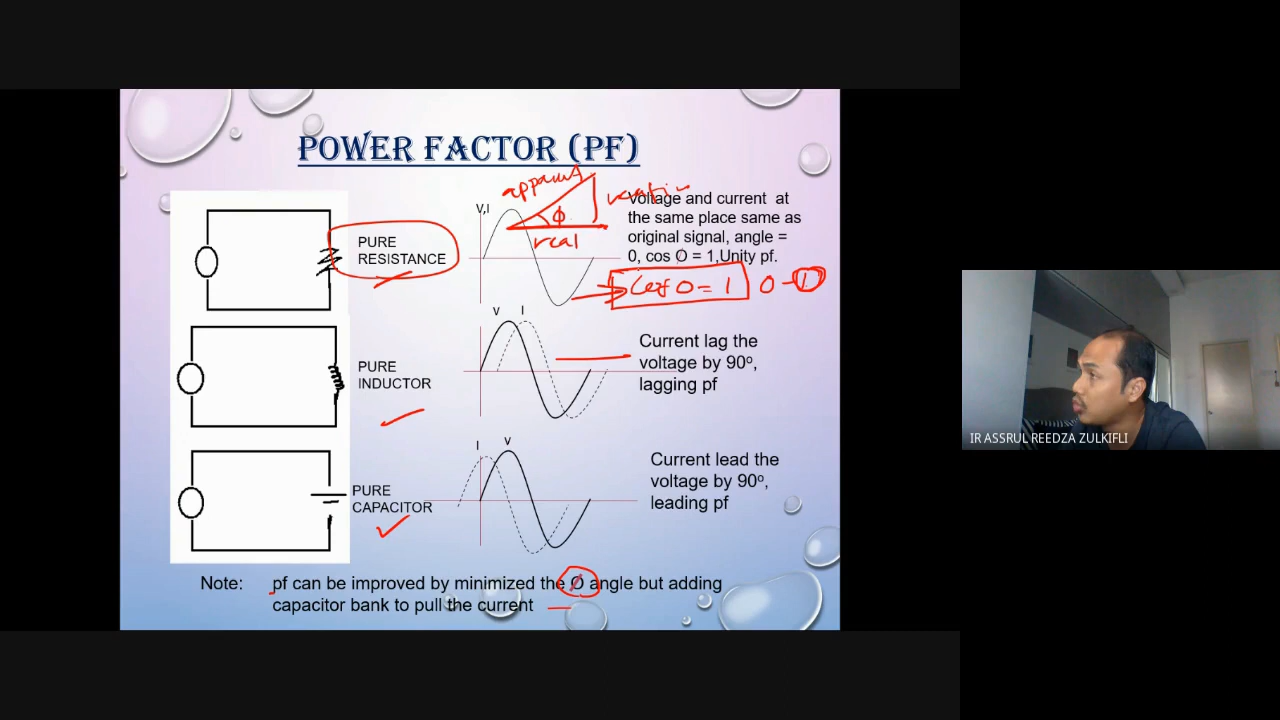 POWER FACTOR (PF)
apparent
reactive
V,I
Φ
real
PURE
RESISTANCE
Voltage and current at
the same place same as
original signal, angle =
0, cos Ø = 1,Unity pf.
Cos 0 = 1 0 - 1
V I
PURE
INDUCTOR
Current lag the
voltage by 90º,
lagging pf
I V
PURE
CAPACITOR
Current lead the
voltage by 90º,
leading pf
Note: pf can be improved by minimized the Ø angle but adding
capacitor bank to pull the current
IR ASSRUL REEDZA ZULKIFLI